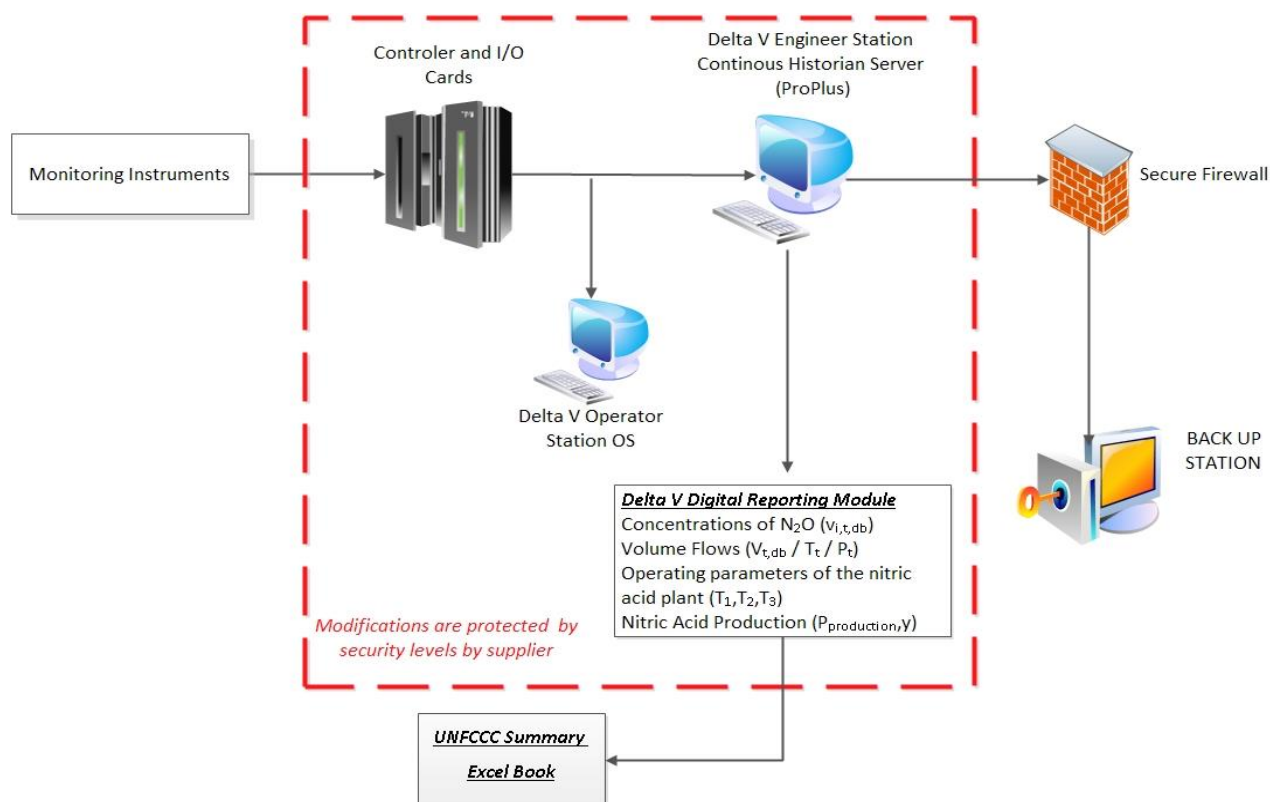 Delta V Engineer Station
Continous Historian Server
(ProPlus)
Controler and I/O
Cards
Monitoring Instruments
Secure Firewall
Delta V Operator
Station OS
BACK UP
STATION
Delta V Digital Reporting Module
Concentrations of N₂O (vᵢ,t,db)
Volume Flows (Vt,db / Tt / Pt)
Operating parameters of the nitric
acid plant (T₁,T₂,T₃)
Nitric Acid Production (Pproduction,y)
Modifications are protected by
security levels by supplier
UNFCCC Summary
Excel Book